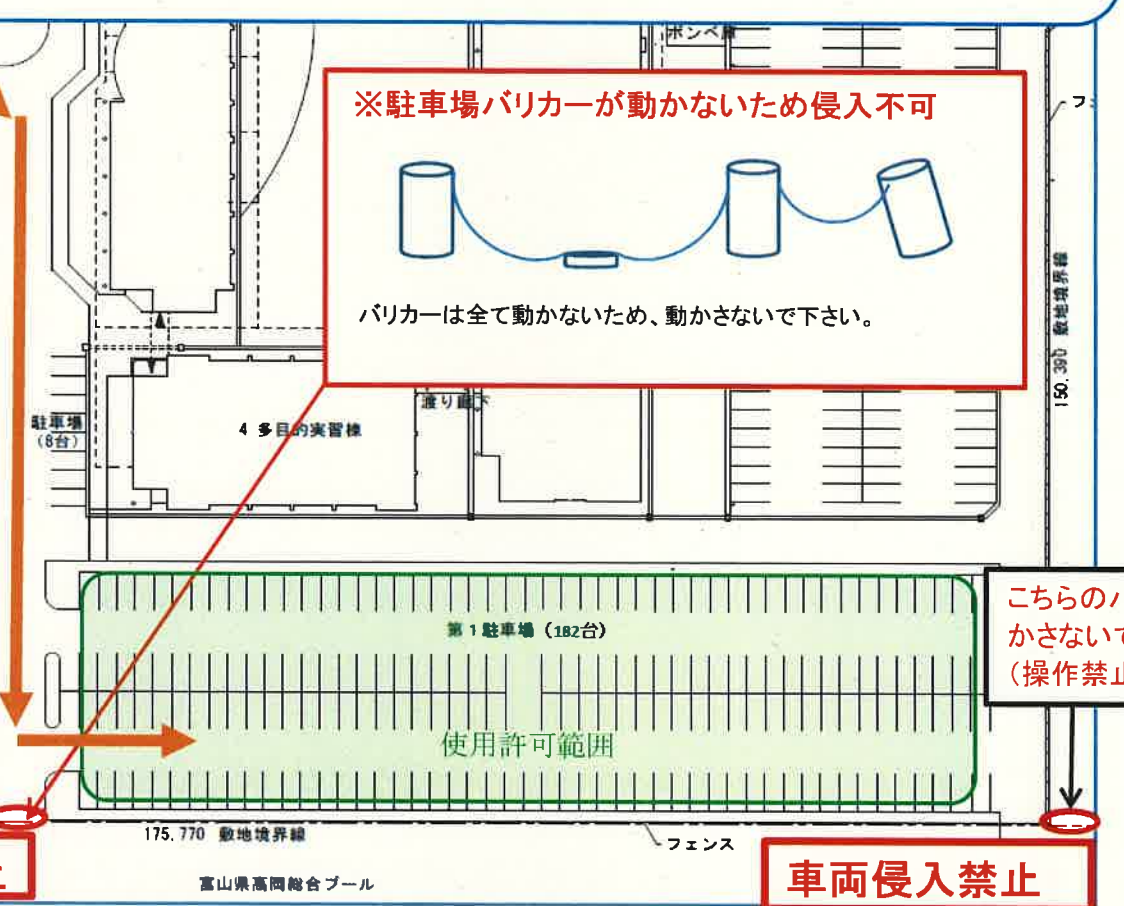 ボンベ庫
※駐車場バリカーが動かないため侵入不可
バリカーは全て動かないため、動かさないで下さい。
150.390 敷地境界線
渡り廊下
駐車場
(8台)
4 多目的実習棟
第1駐車場(182台)
こちらの
かさないで
(操作禁止
使用許可範囲
175.770 敷地境界線
フェンス
車両侵入禁止
富山県高岡総合プール